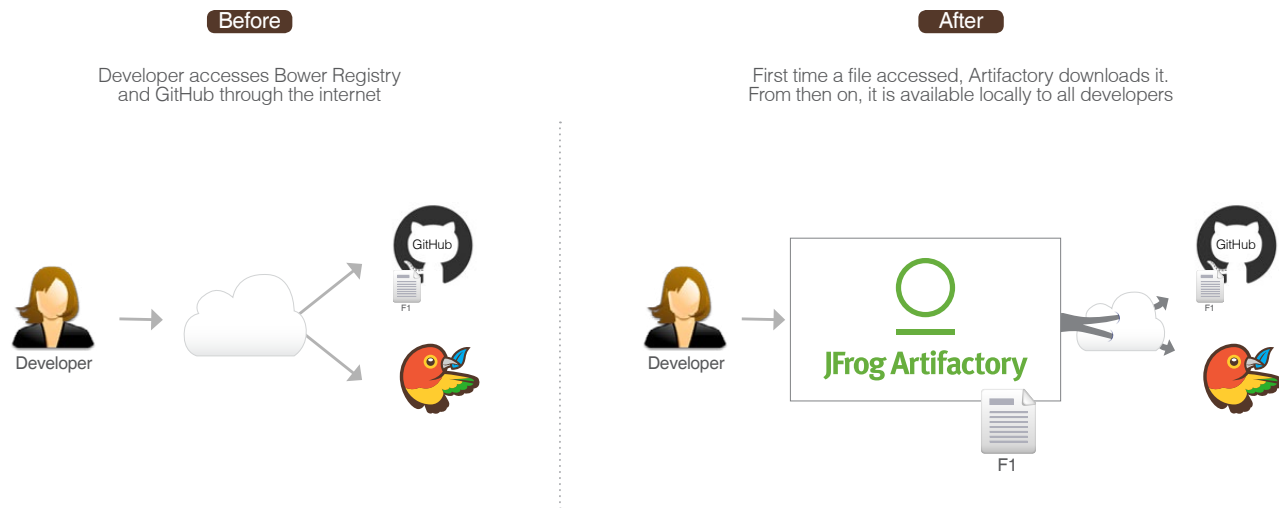 Before
Developer accesses Bower Registry
and GitHub through the internet
GitHub
F1
Developer
After
First time a file accessed, Artifactory downloads it.
From then on, it is available locally to all developers
GitHub
F1
Developer
JFrog Artifactory
F1